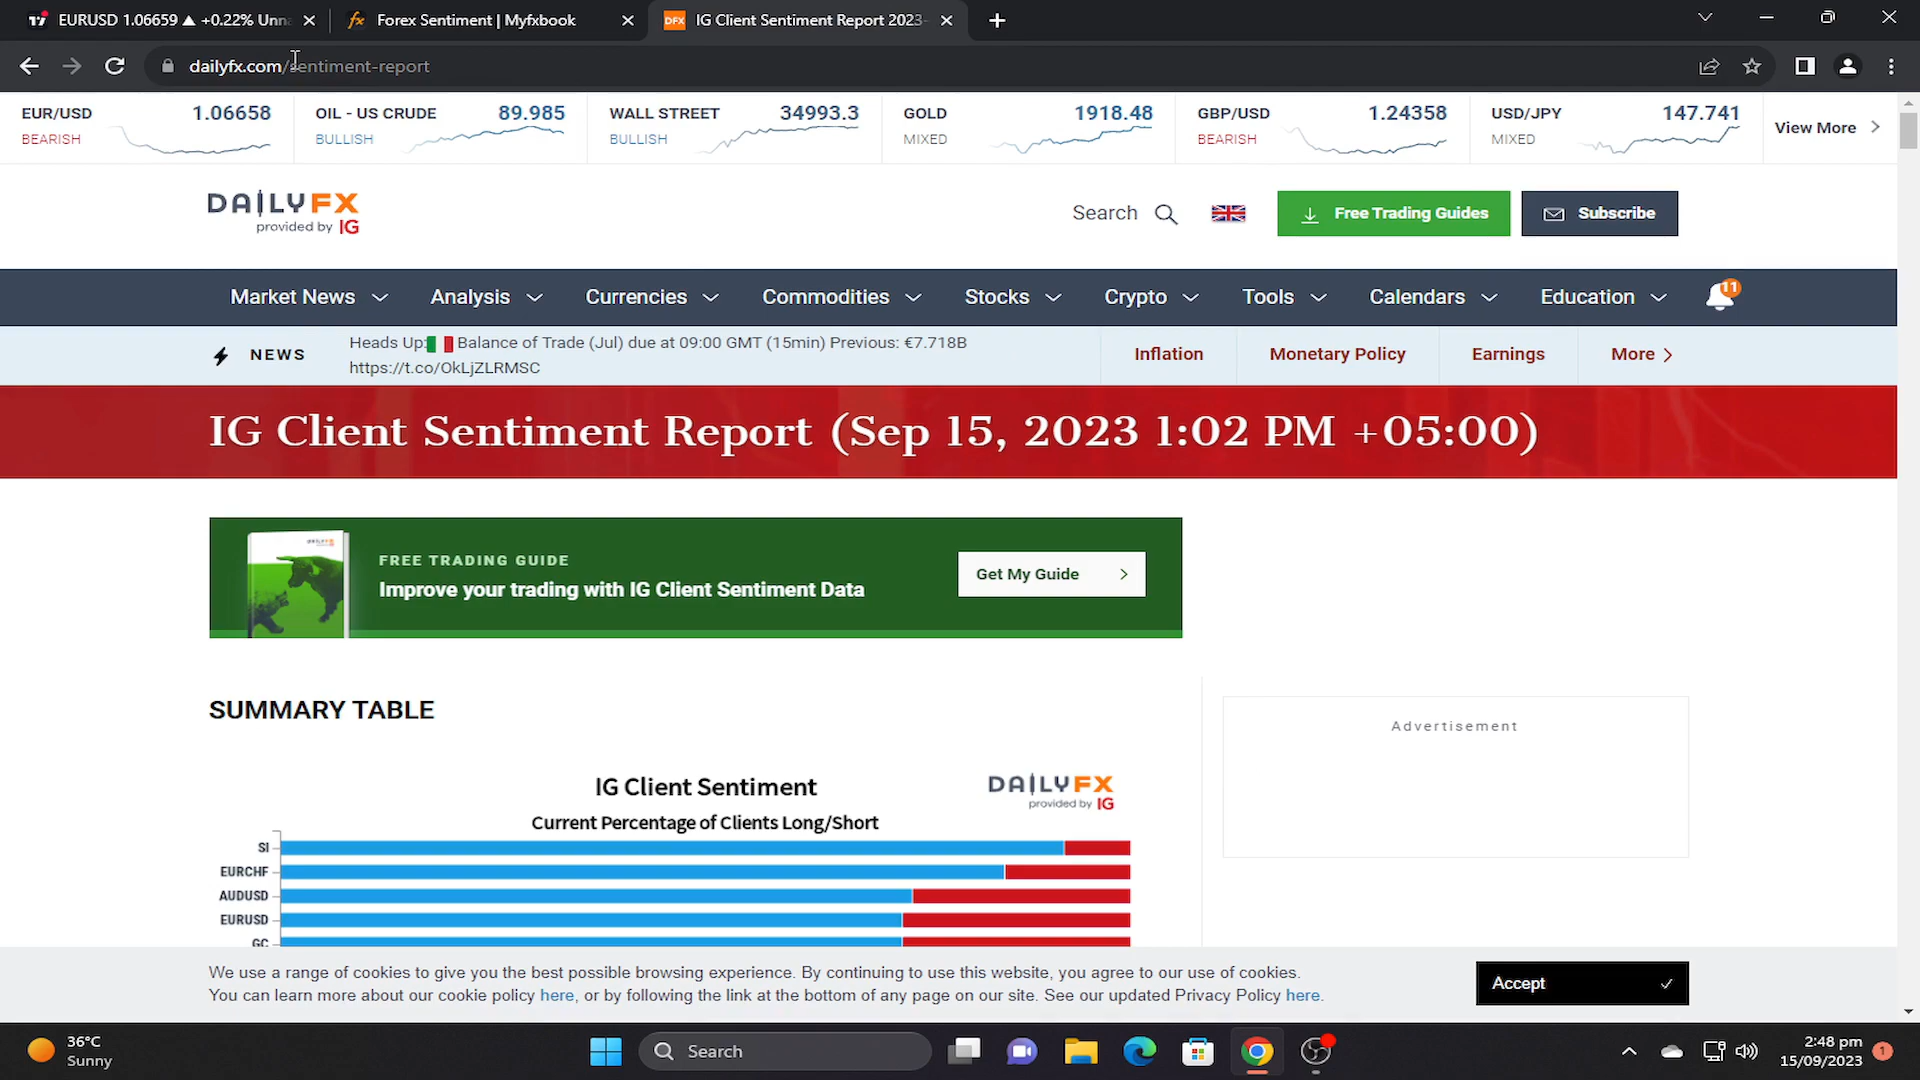 EURUSD 1.06659 ▲ +0.22% Unna
Forex Sentiment | Myfxbook
DFX IG Client Sentiment Report 2023-
dailyfx.com/sentiment-report
EUR/USD 1.06658
BEARISH
OIL - US CRUDE 89.985
BULLISH
WALL STREET 34993.3
BULLISH
GOLD 1918.48
MIXED
GBP/USD 1.24358
BEARISH
USD/JPY 147.741
MIXED
View More
DAILYFX
provided by IG
Search
Free Trading Guides
Subscribe
Market News Analysis Currencies Commodities Stocks Crypto Tools Calendars Education 11
NEWS
Heads Up: Balance of Trade (Jul) due at 09:00 GMT (15min) Previous: €7.718B
https://t.co/OkLjZLRMSC
Inflation Monetary Policy Earnings More
IG Client Sentiment Report (Sep 15, 2023 1:02 PM +05:00)
FREE TRADING GUIDE
Improve your trading with IG Client Sentiment Data
Get My Guide
SUMMARY TABLE
Advertisement
IG Client Sentiment
DAILYFX
provided by IG
Current Percentage of Clients Long/Short
SI
EURCHF
AUDUSD
EURUSD
GC
We use a range of cookies to give you the best possible browsing experience. By continuing to use this website, you agree to our use of cookies.
You can learn more about our cookie policy here, or by following the link at the bottom of any page on our site. See our updated Privacy Policy here.
Accept
36°C
Sunny
Search
2:48 pm
15/09/2023
1